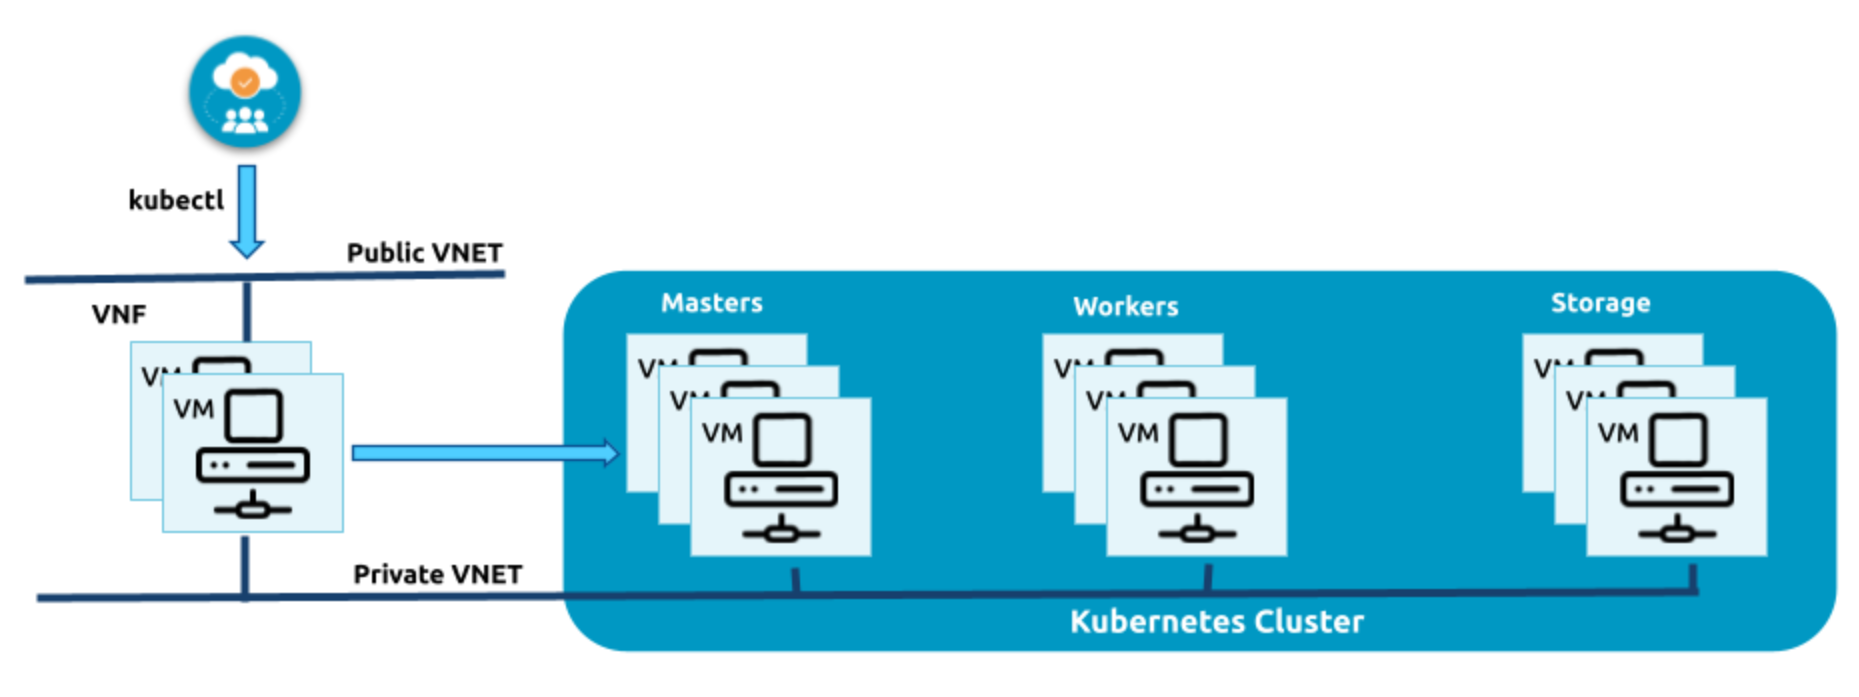 kubectl
Public VNET
VNF
VM
VM
Masters
VM
VM
VM
Workers
VM
VM
VM
Storage
VM
VM
VM
Private VNET
Kubernetes Cluster